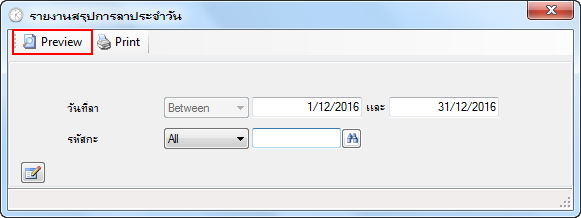 รายงานสรุปการลาประจำวัน
Preview Print
วันที่ลา Between 1/12/2016 และ 31/12/2016
รหัสกะ All